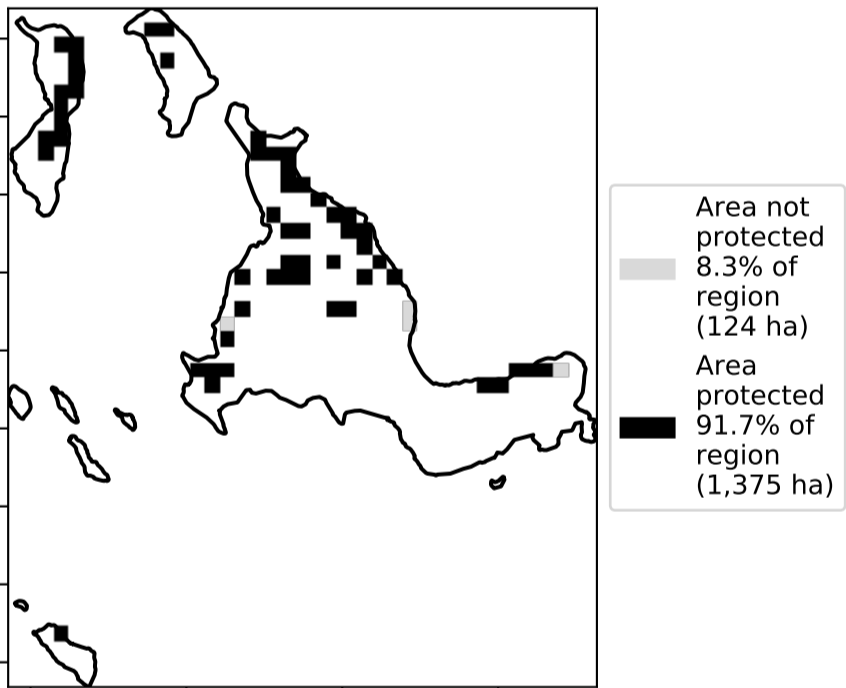 Area not
protected
8.3% of
region
(124 ha)
Area
protected
91.7% of
region
(1,375 ha)